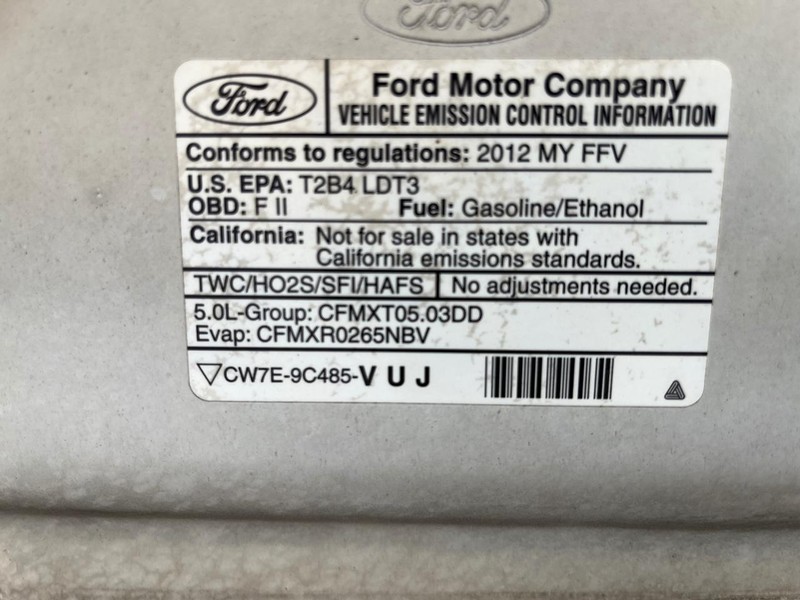 Ford
Ford
Ford Motor Company
VEHICLE EMISSION CONTROL INFORMATION
Conforms to regulations: 2012 MY FFV
U.S. EPA: T2B4 LDT3
OBD: F II Fuel: Gasoline/Ethanol
California: Not for sale in states with
California emissions standards.
TWC/HO2S/SFI/HAFS No adjustments needed.
5.0L-Group: CFMXT05.03DD
Evap: CFMXR0265NBV
CW7E-9C485-VUJ